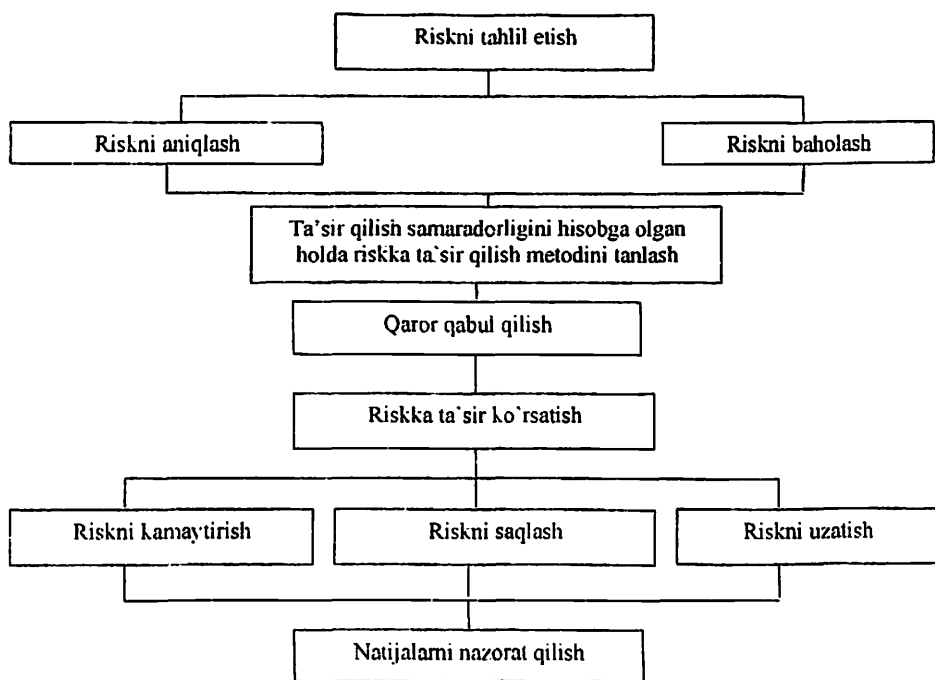 Riskni tahlil etish
Riskni aniqlash
Riskni baholash
Ta'sir qilish samaradorligini hisobga olgan
holda riskka ta`sir qilish metodini tanlash
Qaror qabul qilish
Riskka ta`sir ko`rsatish
Riskni kamaytirish
Riskni saqlash
Riskni uzatish
Natijalarni nazorat qilish